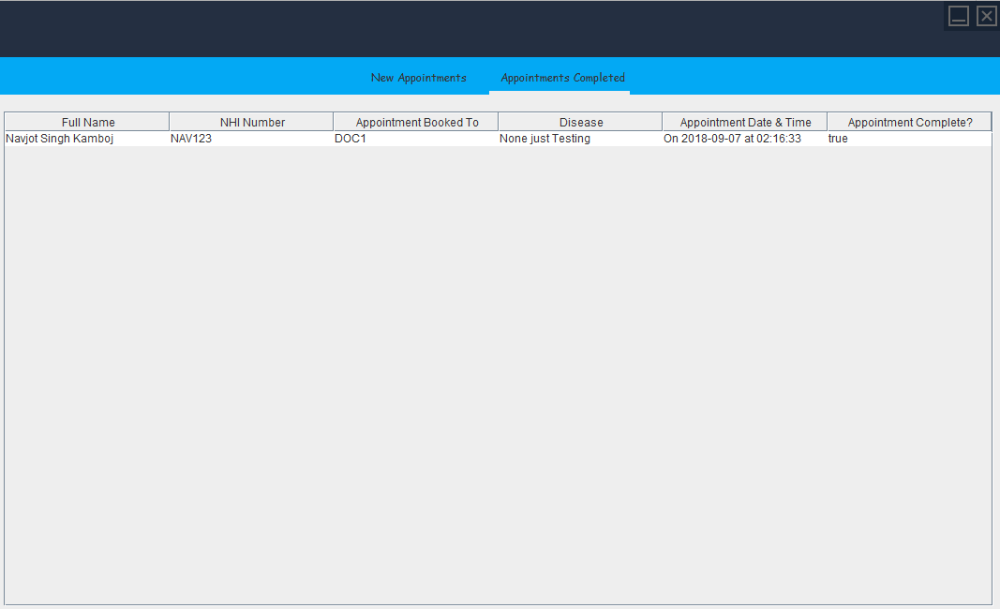 New Appointments Appointments Completed
Full Name NHI Number Appointment Booked To Disease Appointment Date & Time Appointment Complete?
Navjot Singh Kamboj NAV123 DOC1 None just Testing On 2018-09-07 at 02:16:33 true